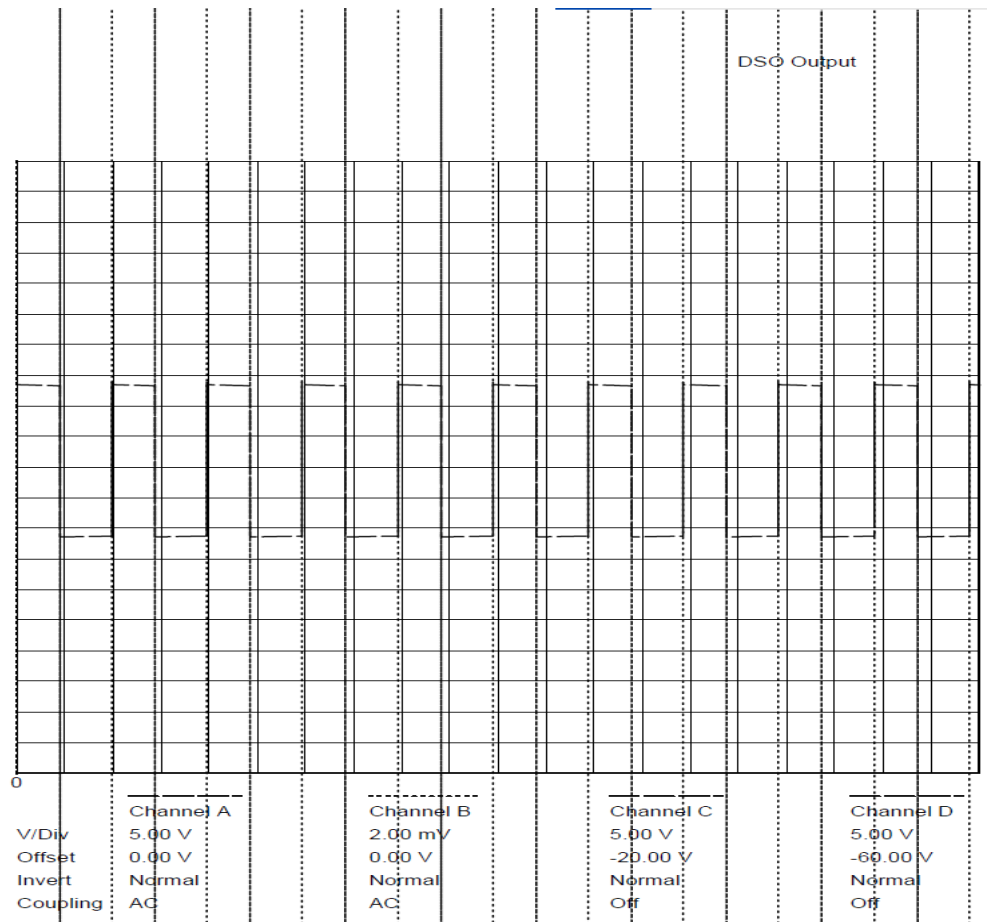 DSO Output
0
Channel A Channel B Channel C Channel D
V/Div 5.00 V 2.00 mV 5.00 V 5.00 V
Offset 0.00 V 0.00 V -20.00 V -60.00 V
Invert Normal Normal Normal Normal
Coupling AC AC Off Off